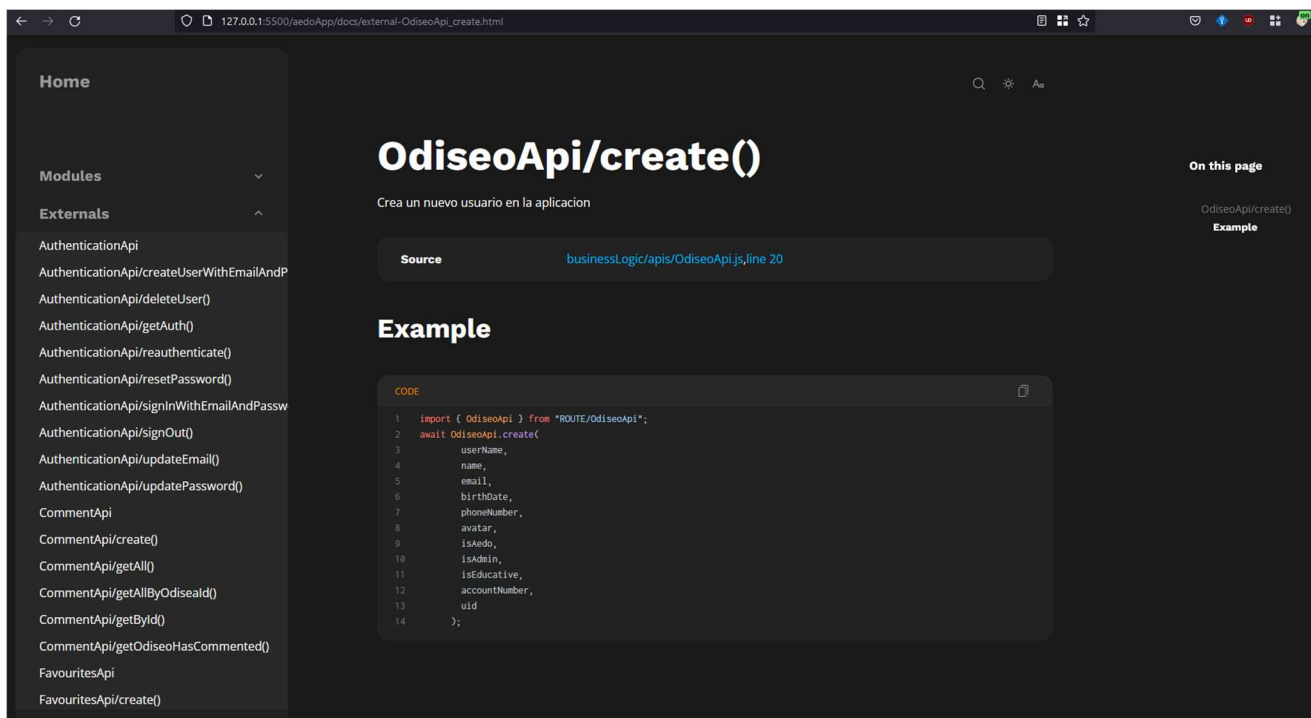 127.0.0.1:5500/aedoApp/docs/external-OdiseoApi_create.html
on
Home
Modules
Externals
AuthenticationApi
AuthenticationApi/createUserWithEmailAndP
AuthenticationApi/deleteUser()
AuthenticationApi/getAuth()
AuthenticationApi/reauthenticate()
AuthenticationApi/resetPassword()
AuthenticationApi/signInWithEmailAndPassw
AuthenticationApi/signOut()
AuthenticationApi/updateEmail()
AuthenticationApi/updatePassword()
CommentApi
CommentApi/create()
CommentApi/getAll()
CommentApi/getAllByOdiseaId()
CommentApi/getById()
CommentApi/getOdiseoHasCommented()
FavouritesApi
FavouritesApi/create()
Aa
OdiseoApi/create()
Crea un nuevo usuario en la aplicacion
Source businessLogic/apis/OdiseoApi.js,line 20
Example
CODE
1 import { OdiseoApi } from "ROUTE/OdiseoApi";
2 await OdiseoApi.create(
3 userName,
4 name,
5 email,
6 birthDate,
7 phoneNumber,
8 avatar,
9 isAedo,
10 isAdmin,
11 isEducative,
12 accountNumber,
13 uid
14 );
On this page
OdiseoApi/create()
Example